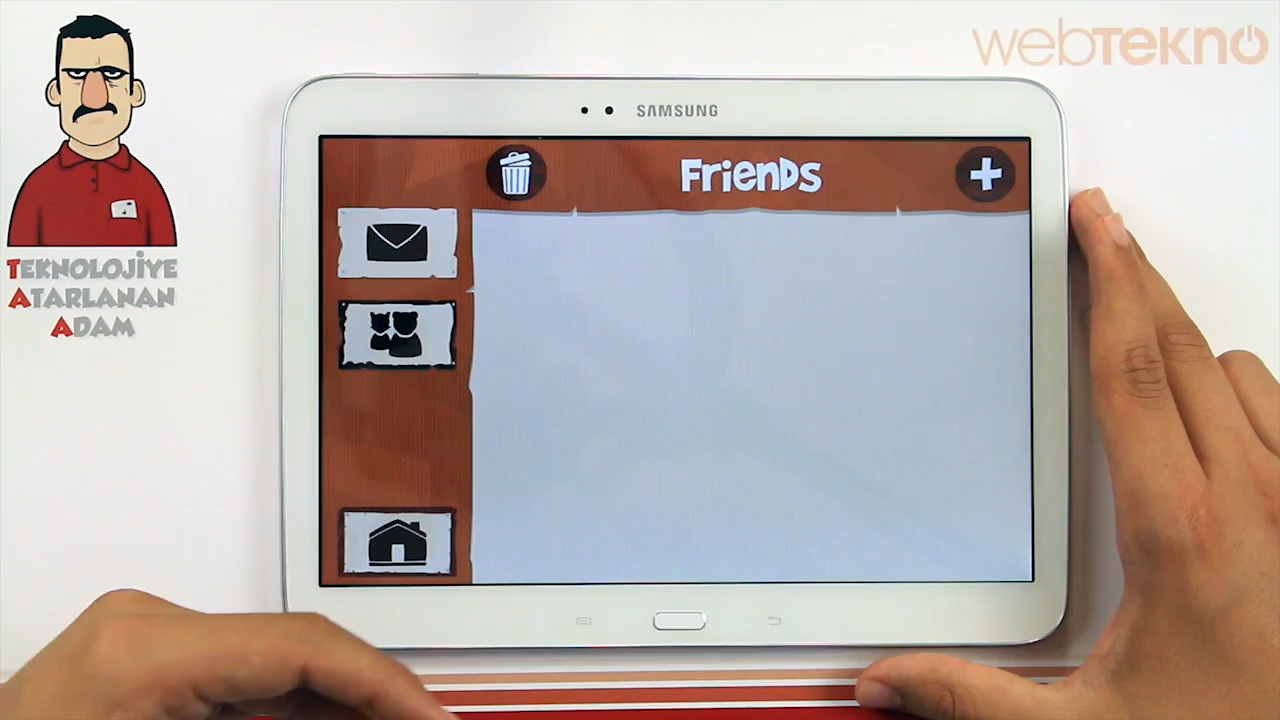 webTEKNO
SAMSUNG
Friends
TEKNOLOJİYE
ATARLANAN
ADAM